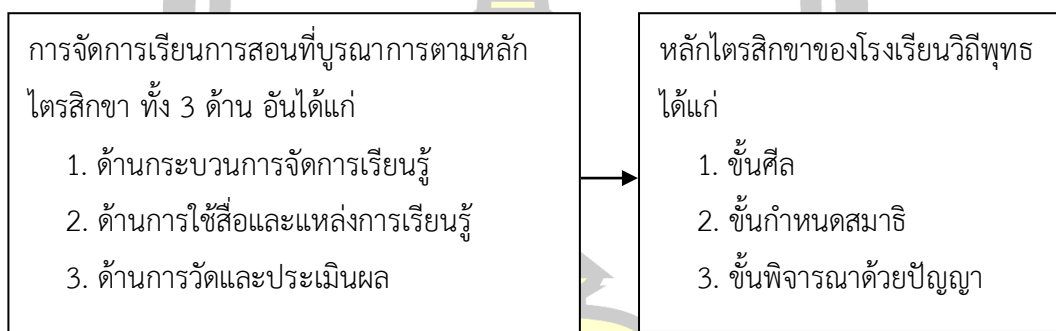 การจัดการเรียนการสอนที่บูรณาการตามหลัก
ไตรสิกขา ทั้ง 3 ด้าน อันได้แก่
1. ด้านกระบวนการจัดการเรียนรู้
2. ด้านการใช้สื่อและแหล่งการเรียนรู้
3. ด้านการวัดและประเมินผล
หลักไตรสิกขาของโรงเรียนวิถีพุทธ
ได้แก่
1. ขั้นศีล
2. ขั้นกำหนดสมาธิ
3. ขั้นพิจารณาด้วยปัญญา